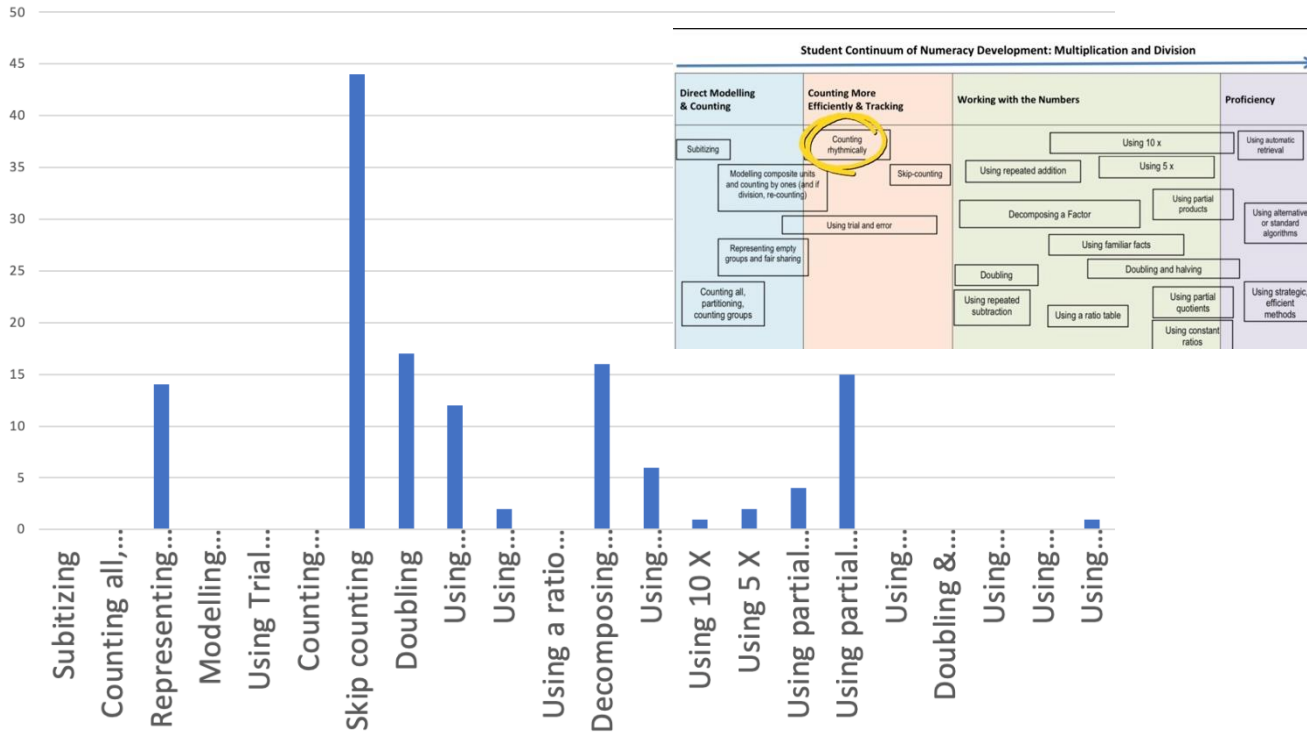 50
45
40
35
30
25
20
15
10
5
0
Subitizing
Counting all,...
Representing...
Modelling...
Using Trial...
Counting...
Skip counting
Doubling
Using...
Using...
Using a ratio...
Decomposing...
Using...
Using 10 X
Using 5 X
Using partial...
Using partial...
Using...
Doubling &...
Using...
Using...
Using...
Student Continuum of Numeracy Development: Multiplication and Division
Direct Modelling
& Counting
Counting More
Efficiently & Tracking
Working with the Numbers
Proficiency
Subitizing
Counting
rhythmically
Using 10 x
Using automatic
retrieval
Modelling composite units
and counting by ones (and if
division, re-counting)
Skip-counting
Using repeated addition
Using 5 x
Using partial
products
Decomposing a Factor
Using alternative
or standard
algorithms
Using trial and error
Using familiar facts
Representing empty
groups and fair sharing
Doubling
Doubling and halving
Counting all,
partitioning,
counting groups
Using repeated
subtraction
Using a ratio table
Using partial
quotients
Using strategic,
efficient
methods
Using constant
ratios